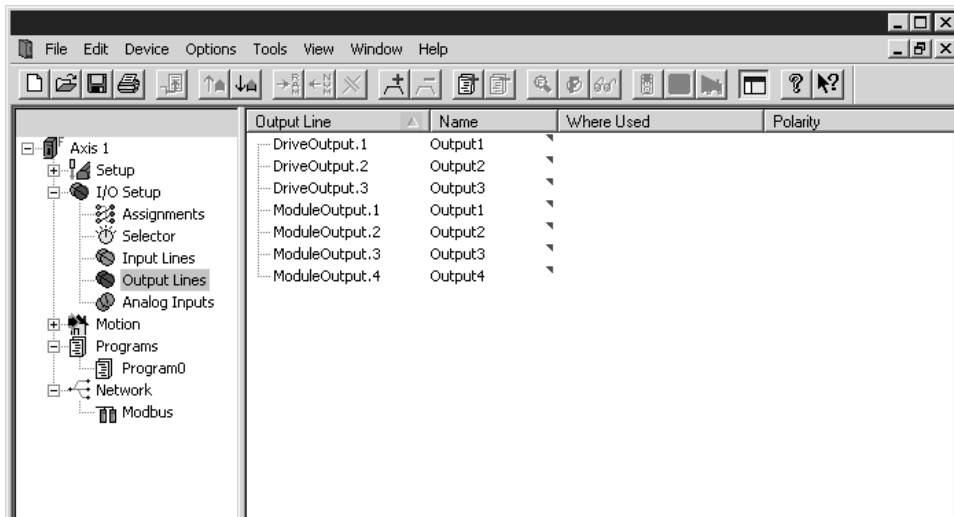 File Edit Device Options Tools View Window Help
RAM NVM
Output Line Name Where Used Polarity
Axis 1
Setup
I/O Setup
Assignments
Selector
Input Lines
Output Lines
Analog Inputs
Motion
Programs
Program0
Network
Modbus
DriveOutput.1 Output1
DriveOutput.2 Output2
DriveOutput.3 Output3
ModuleOutput.1 Output1
ModuleOutput.2 Output2
ModuleOutput.3 Output3
ModuleOutput.4 Output4